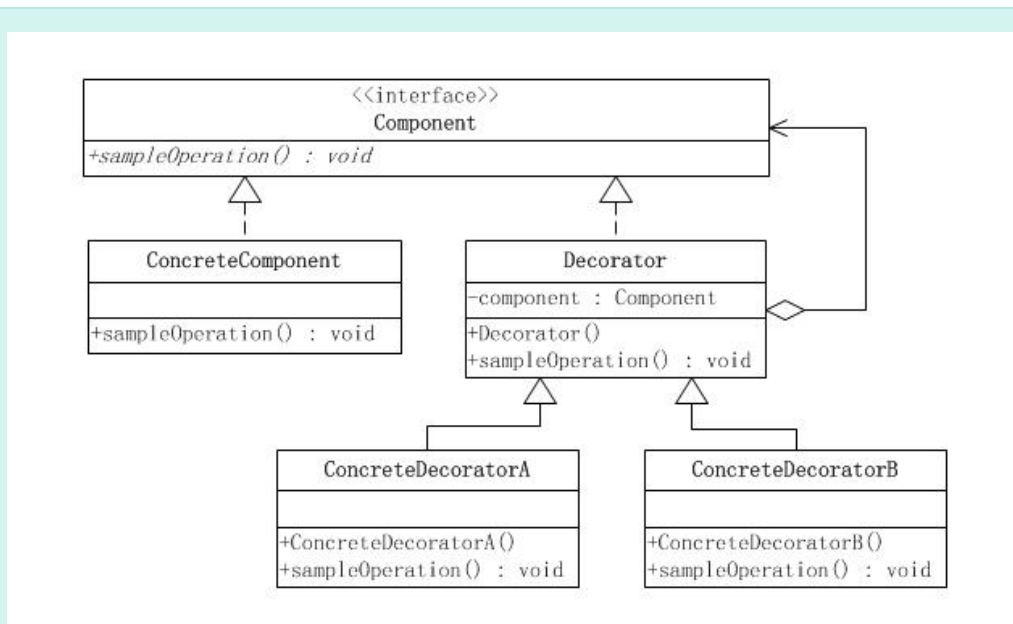 <<interface>>
Component
+sampleOperation() : void
ConcreteComponent
+sampleOperation() : void
Decorator
-component : Component
+Decorator()
+sampleOperation() : void
ConcreteDecoratorA
+ConcreteDecoratorA()
+sampleOperation() : void
ConcreteDecoratorB
+ConcreteDecoratorB()
+sampleOperation() : void